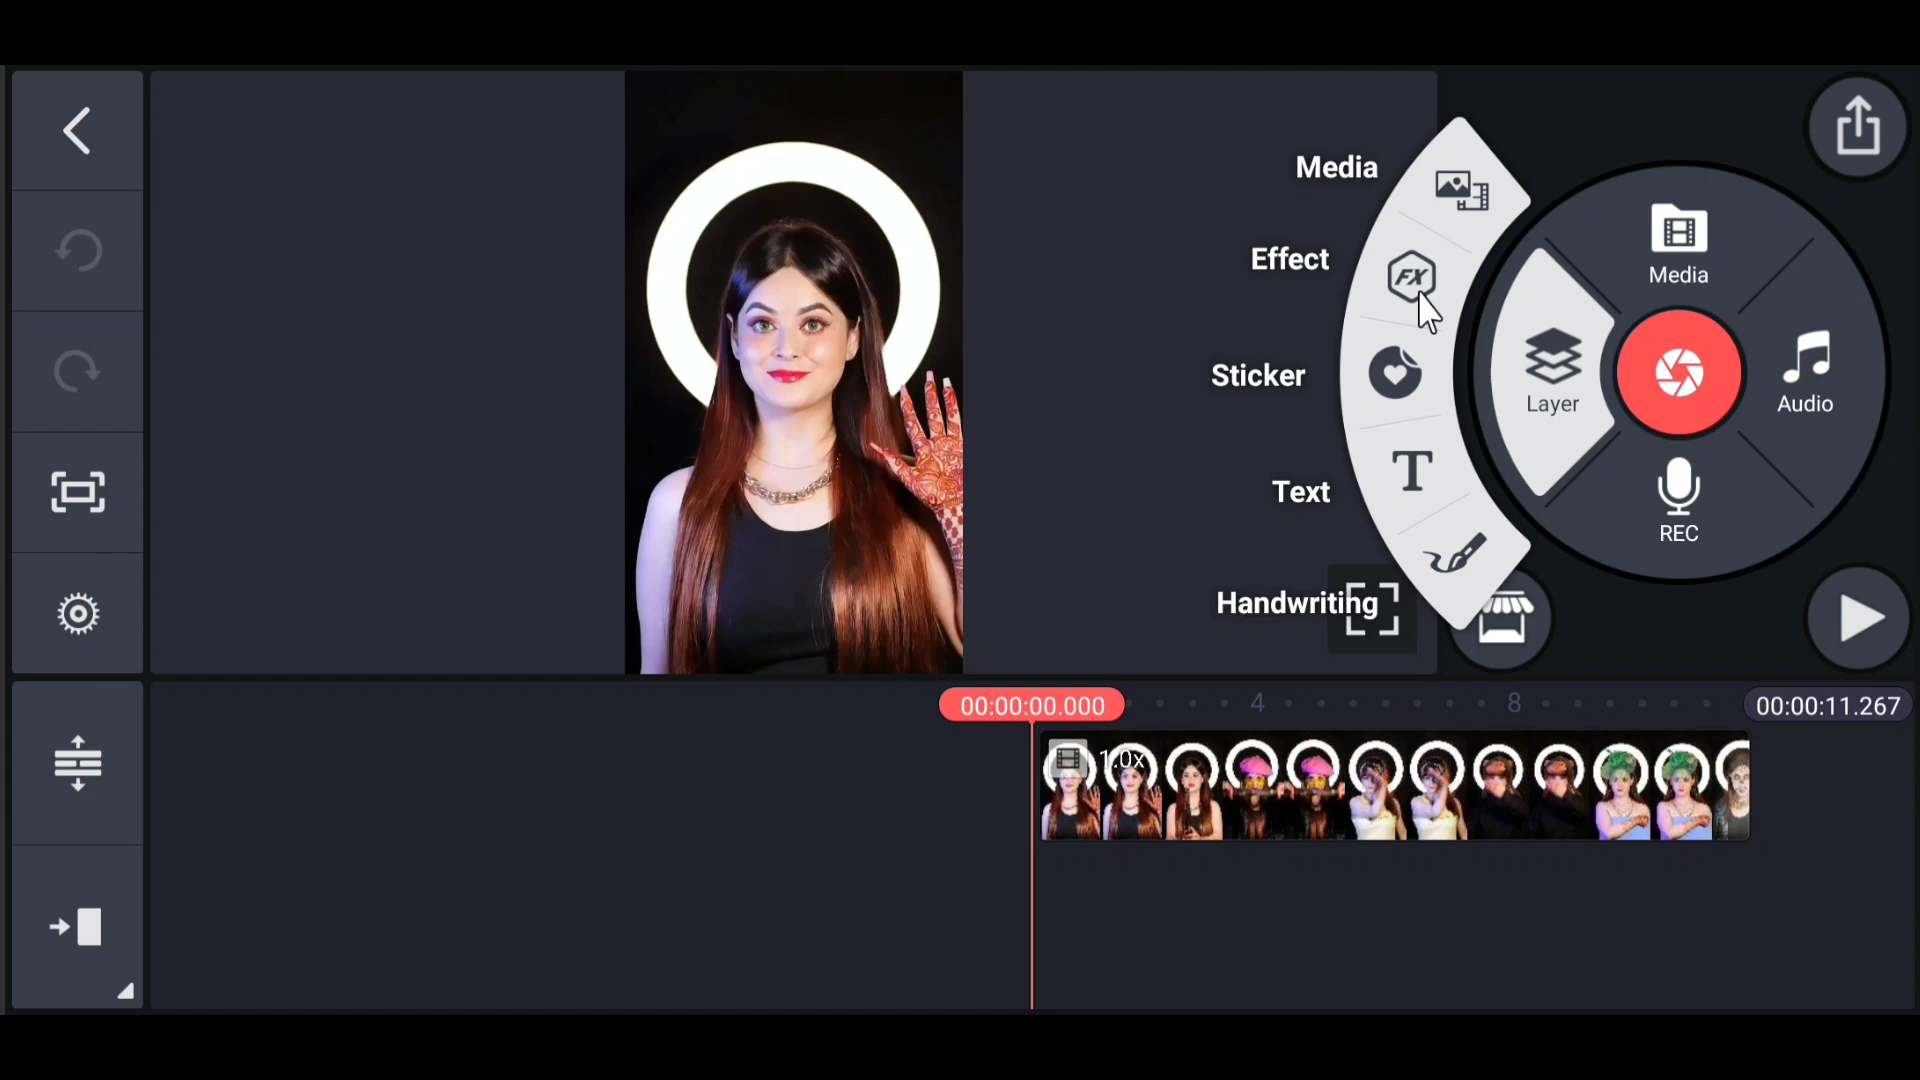 Media
Effect
FX
Sticker
Text
T
Handwriting
Media
Layer
Audio
REC
00:00:00.000
4
8
00:00:11.267
1.0x